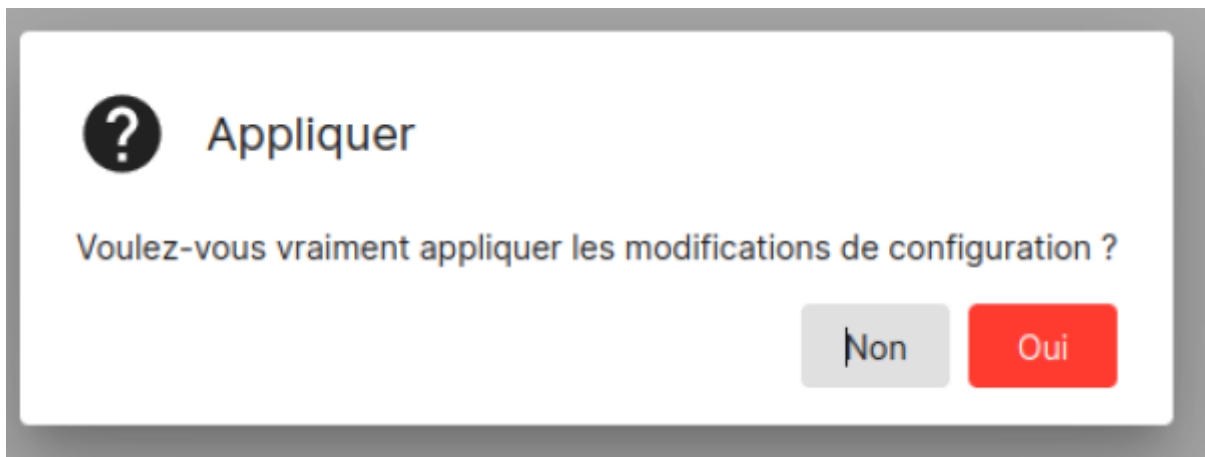 Appliquer
Voulez-vous vraiment appliquer les modifications de configuration ?
Non Oui